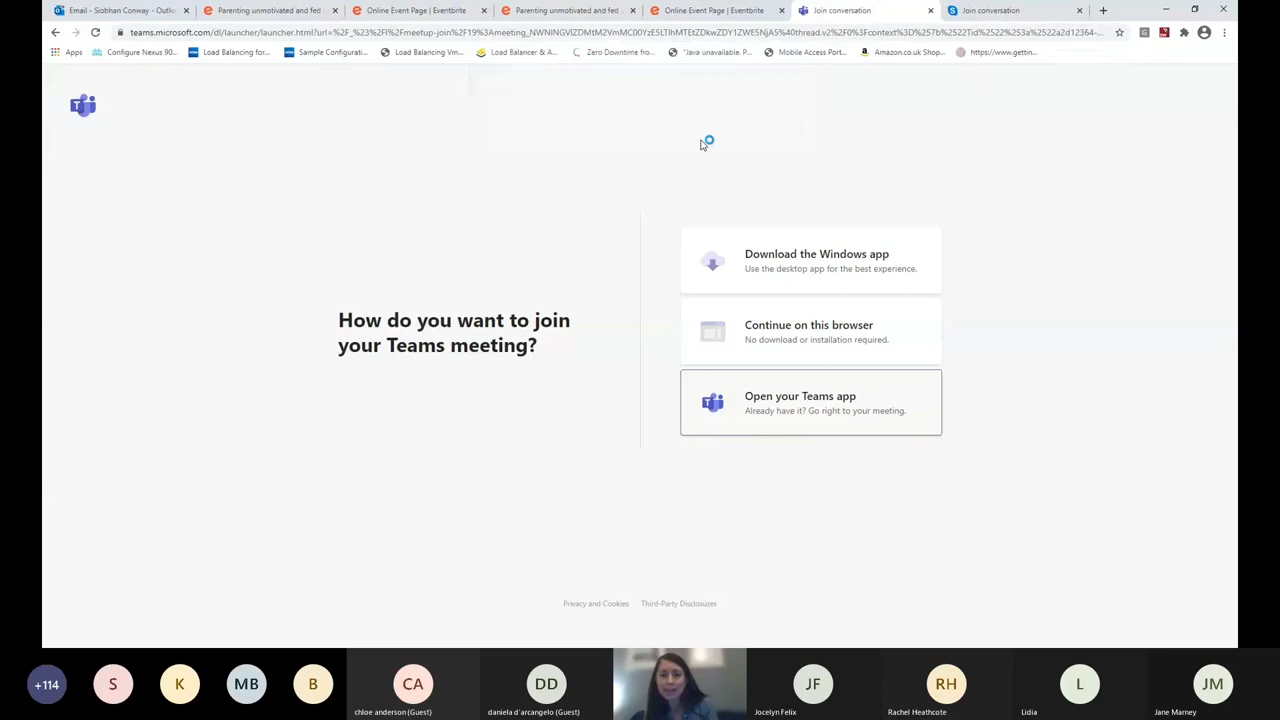 Email - Siobhan Conway - Outlo
Parenting unmotivated and fed u
Online Event Page | Eventbrite
Parenting unmotivated and fed u
Online Event Page | Eventbrite
Join conversation
Join conversation
Apps
Configure Nexus 90...
Load Balancing for...
Sample Configurati...
Load Balancing Vm...
Load Balancer & A...
Zero Downtime fro...
"Java unavailable. P...
Mobile Access Port...
Amazon.co.uk Shop...
https://www.gettin...
Download the Windows app
Use the desktop app for the best experience.
How do you want to join
your Teams meeting?
Continue on this browser
No download or installation required.
Open your Teams app
Already have it? Go right to your meeting.
Privacy and Cookies
Third-Party Disclosures
+114
S
K
MB
B
CA
DD
JF
RH
L
JM
chloe anderson (Guest)
daniela d'arcangelo (Guest)
Jocelyn Felix
Rachel Heathcote
Lidia
Jane Marney